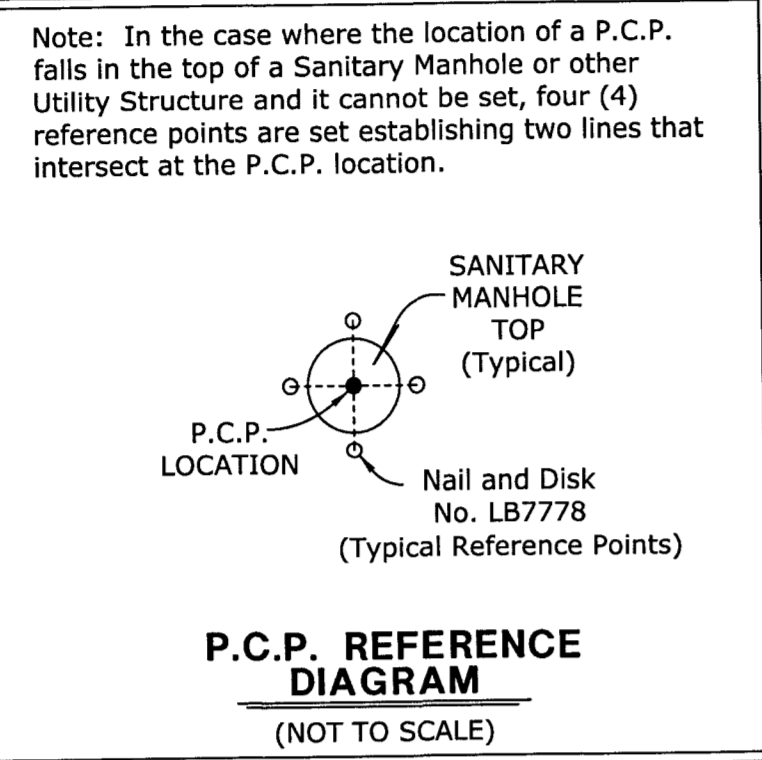 Note: In the case where the location of a P.C.P.
falls in the top of a Sanitary Manhole or other
Utility Structure and it cannot be set, four (4)
reference points are set establishing two lines that
intersect at the P.C.P. location.
SANITARY
MANHOLE
TOP
(Typical)
P.C.P.
LOCATION
Nail and Disk
No. LB7778
(Typical Reference Points)
P.C.P. REFERENCE
DIAGRAM
(NOT TO SCALE)